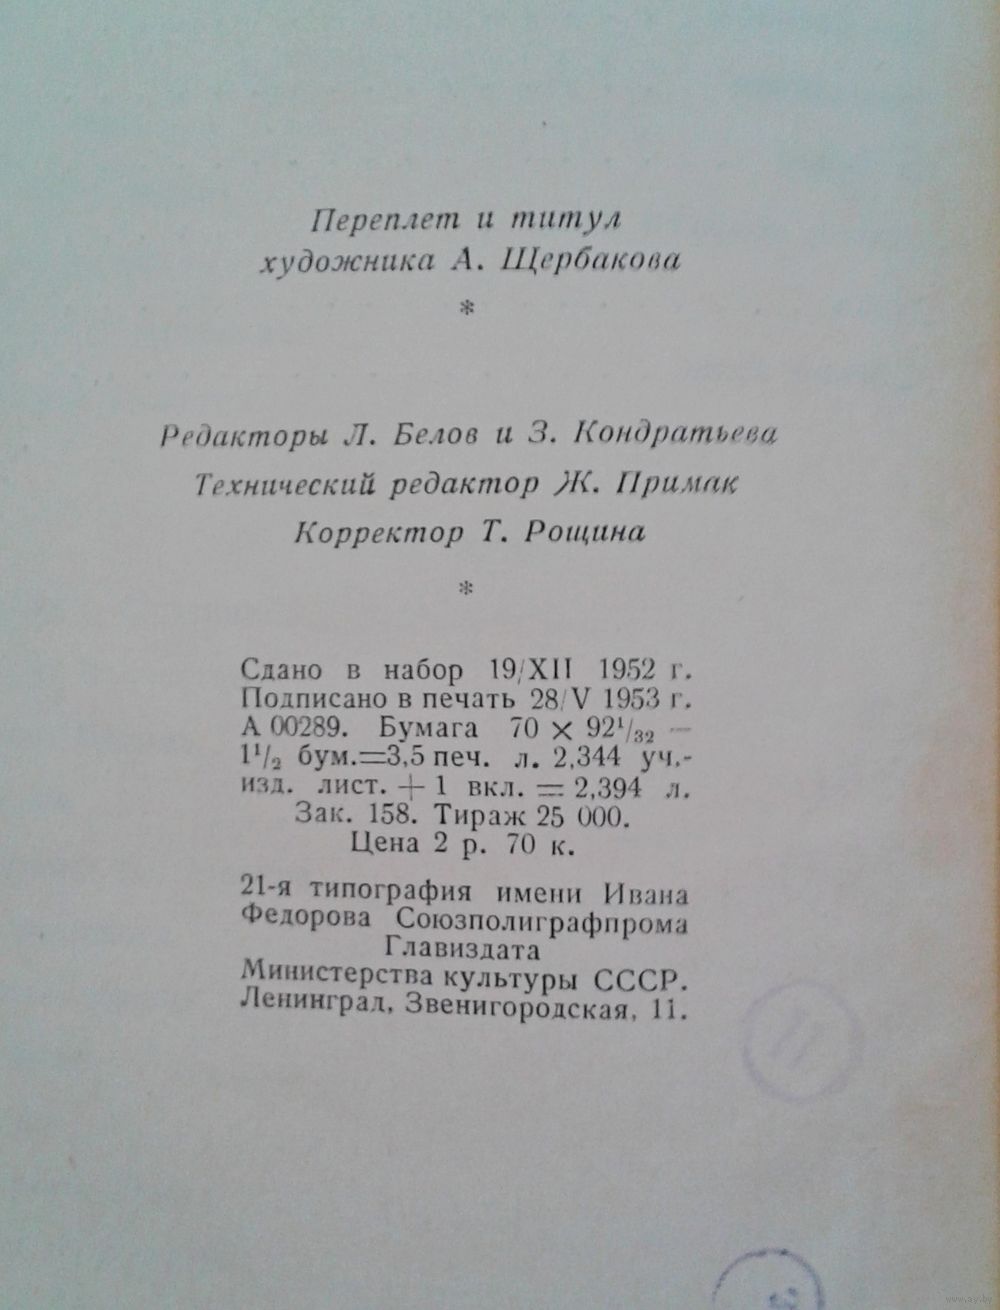 Переплет и титул
художника А. Щербакова
*
Редакторы Л. Белов и З. Кондратьева
Технический редактор Ж. Примак
Корректор Т. Рощина
*
Сдано в набор 19/XII 1952 г.
Подписано в печать 28/V 1953 г.
А 00289. Бумага 70 × 92¹/₃₂ —
1¹/₂ бум.=3,5 печ. л. 2,344 уч.-
изд. лист. + 1 вкл. = 2,394 л.
Зак. 158. Тираж 25 000.
Цена 2 р. 70 к.
21-я типография имени Ивана
Федорова Союзполиграфпрома
Главиздата
Министерства культуры СССР.
Ленинград, Звенигородская, 11.
www.ay.by